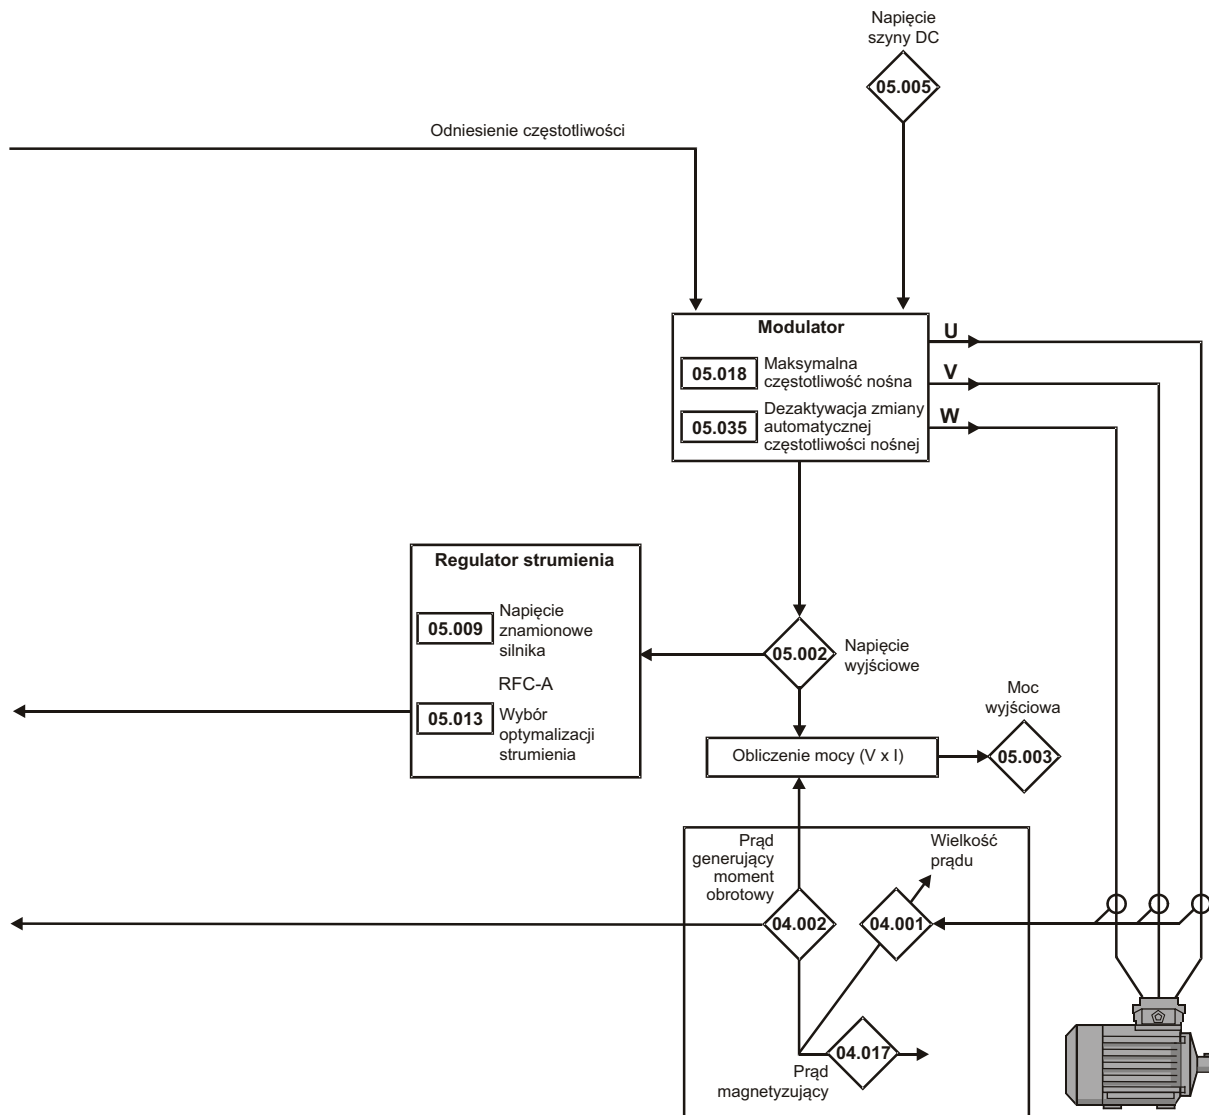 Napięcie
szyny DC
05.005
Odniesienie częstotliwości
Modulator
U
05.018
Maksymalna
częstotliwość nośna
V
05.035
Dezaktywacja zmiany
automatycznej
częstotliwości nośnej
W
Regulator strumienia
05.009
Napięcie
znamionowe
silnika
RFC-A
05.013
Wybór
optymalizacji
strumienia
05.002
Napięcie
wyjściowe
Moc
wyjściowa
05.003
Obliczenie mocy (V x I)
Prąd
generujący
moment
obrotowy
Wielkość
prądu
04.002
04.001
04.017
Prąd
magnetyzujący